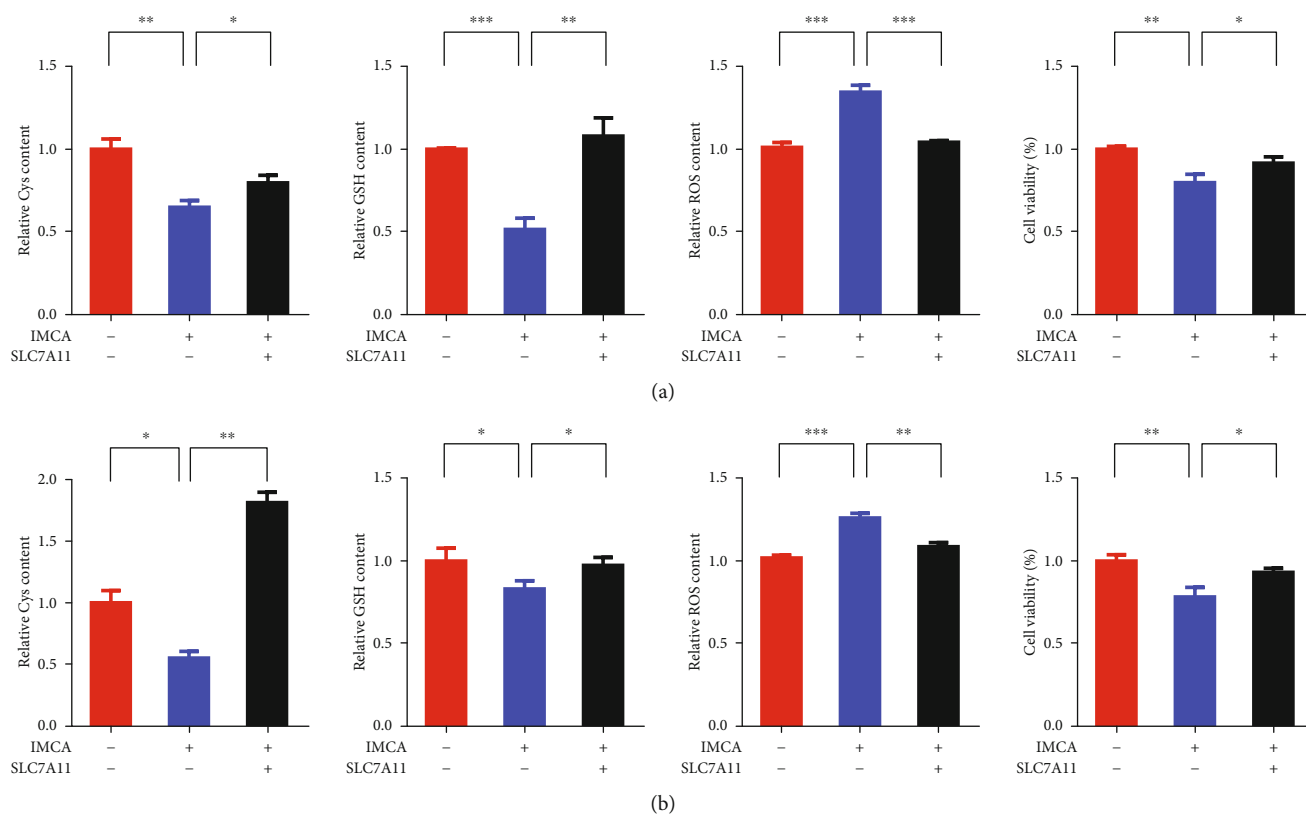 ** *
1.5
1.0
0.5
0.0
Relative Cys content
IMCA – + +
SLC7A11 – – +
*** **
1.5
1.0
0.5
0.0
Relative GSH content
IMCA – + +
SLC7A11 – – +
*** ***
1.5
1.0
0.5
0.0
Relative ROS content
IMCA – + +
SLC7A11 – – +
** *
1.5
1.0
0.5
0.0
Cell viability (%)
IMCA – + +
SLC7A11 – – +
(a)
* **
2.0
1.5
1.0
0.5
0.0
Relative Cys content
IMCA – + +
SLC7A11 – – +
* *
1.5
1.0
0.5
0.0
Relative GSH content
IMCA – + +
SLC7A11 – – +
*** **
1.5
1.0
0.5
0.0
Relative ROS content
IMCA – + +
SLC7A11 – – +
** *
1.5
1.0
0.5
0.0
Cell viability (%)
IMCA – + +
SLC7A11 – – +
(b)